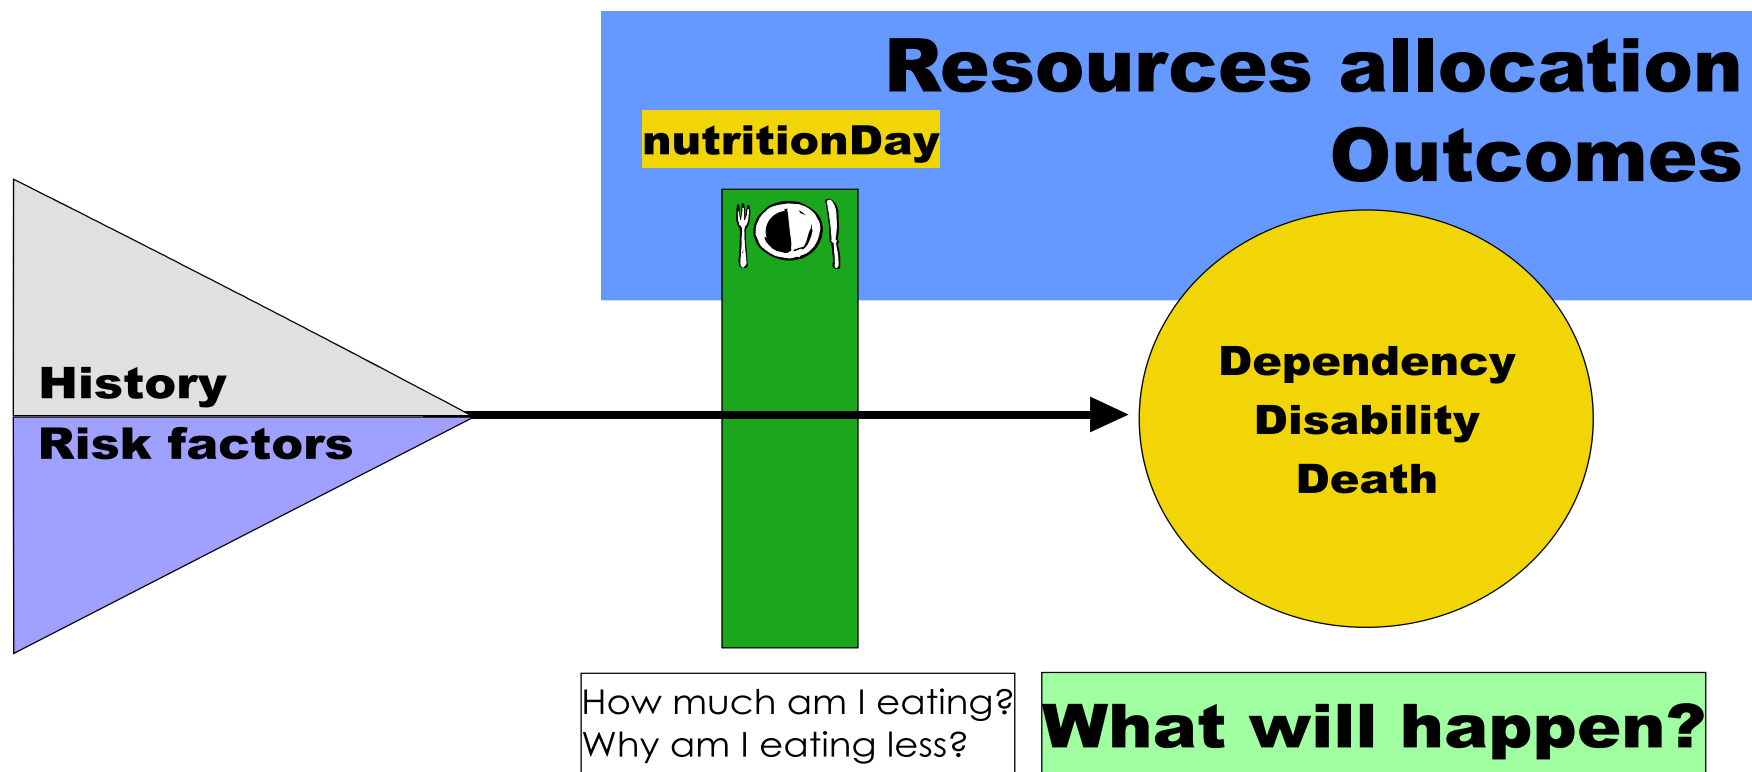 Resources allocation
Outcomes
nutritionDay
History
Risk factors
Dependency
Disability
Death
How much am I eating?
Why am I eating less?
What will happen?